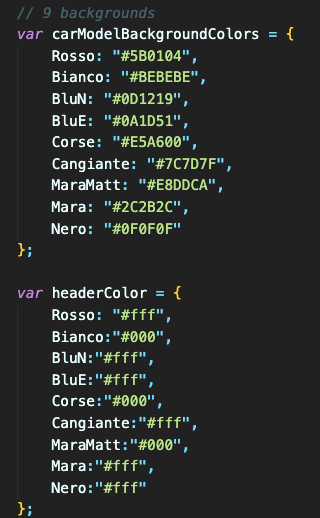 // 9 backgrounds
var carModelBackgroundColors = {
Rosso: "#5B0104",
Bianco: "#BEBEBE",
BluN: "#0D1219",
BluE: "#0A1D51",
Corse: "#E5A600",
Cangiante: "#7C7D7F",
MaraMatt: "#E8DDCA",
Mara: "#2C2B2C",
Nero: "#0F0F0F"
};
var headerColor = {
Rosso: "#fff",
Bianco:"#000",
BluN:"#fff",
BluE:"#fff",
Corse:"#000",
Cangiante:"#fff",
MaraMatt:"#000",
Mara:"#fff",
Nero:"#fff"
};